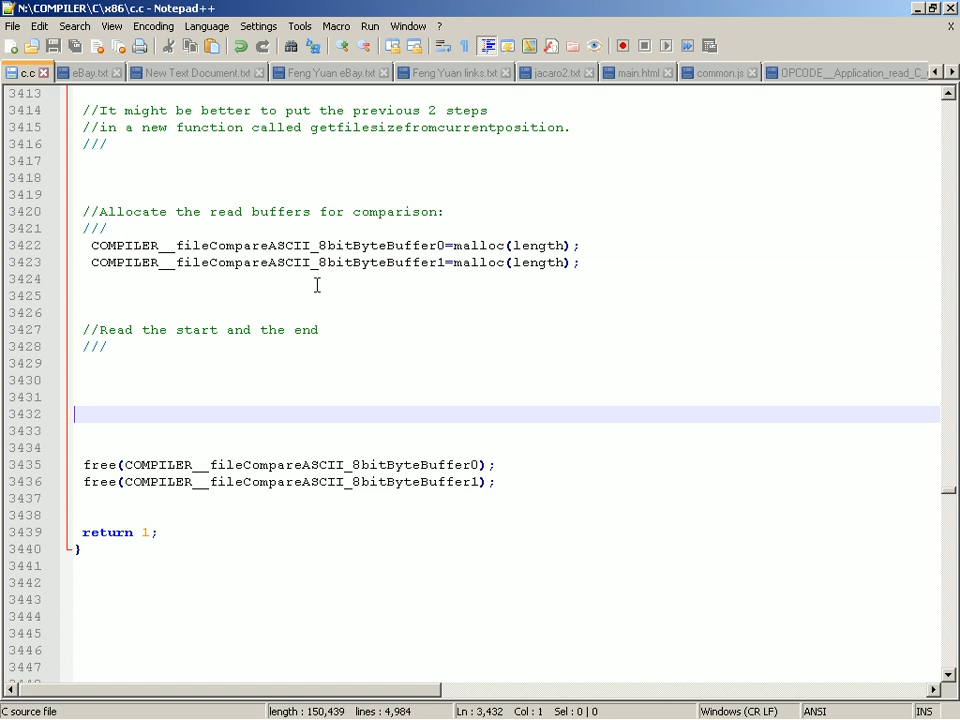 N:\COMPILER\C\x86\c.c - Notepad++
File Edit Search View Encoding Language Settings Tools Macro Run Window ?
X
c.c eBay.txt New Text Document.txt Feng Yuan eBay.txt Feng Yuan links.txt jacaro2.txt main.html common.js OPCODE__Application_read_C_
3413
3414 //It might be better to put the previous 2 steps
3415 //in a new function called getfilesizefromcurrentposition.
3416 ///
3417
3418
3419
3420 //Allocate the read buffers for comparison:
3421 ///
3422 COMPILER__fileCompareASCII_8bitByteBuffer0=malloc(length);
3423 COMPILER__fileCompareASCII_8bitByteBuffer1=malloc(length);
3424
3425
3426
3427 //Read the start and the end
3428 ///
3429
3430
3431
3432
3433
3434
3435 free(COMPILER__fileCompareASCII_8bitByteBuffer0);
3436 free(COMPILER__fileCompareASCII_8bitByteBuffer1);
3437
3438
3439 return 1;
3440 }
3441
3442
3443
3444
3445
3446
3447
C source file length : 150,439 lines : 4,984 Ln : 3,432 Col : 1 Sel : 0 | 0 Windows (CR LF) ANSI INS